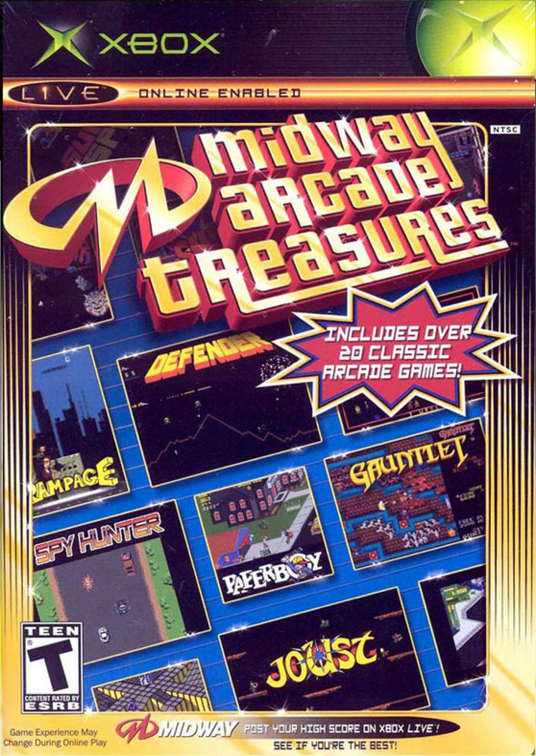 XBOX
LIVE™ ONLINE ENABLED
NTSC
midway
arcade
treasures™
INCLUDES OVER
20 CLASSIC
ARCADE GAMES!
DEFENDER
RAMPAGE
GAUNTLET
SPY HUNTER
PAPERBOY
JOUST
TEEN
T
CONTENT RATED BY
ESRB
Game Experience May
Change During Online Play
MIDWAY POST YOUR HIGH SCORE ON XBOX LIVE!
SEE IF YOU'RE THE BEST!